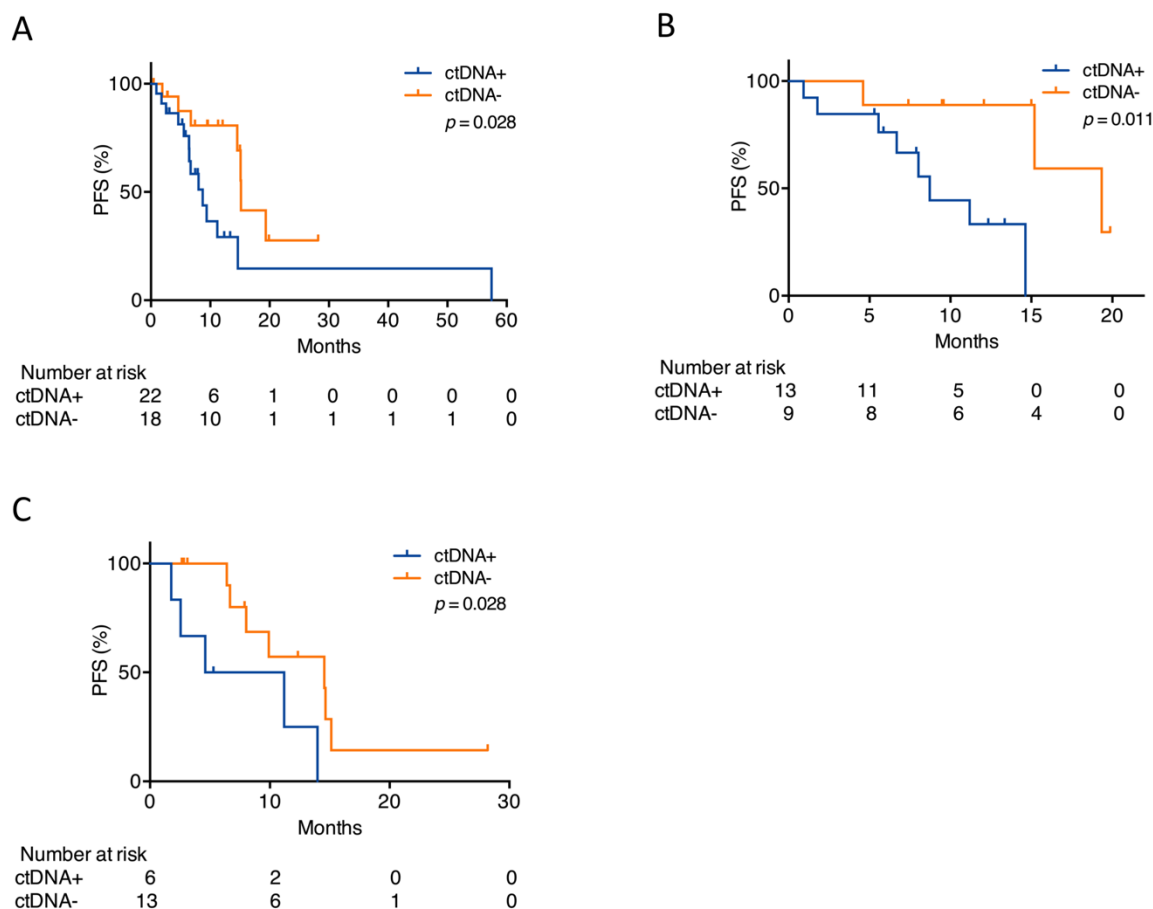 A
100
50
0
PFS (%)
ctDNA+
ctDNA-
p = 0.028
0 10 20 30 40 50 60
Months
Number at risk
ctDNA+ 22 6 1 0 0 0 0
ctDNA- 18 10 1 1 1 1 0
B
100
50
0
PFS (%)
ctDNA+
ctDNA-
p = 0.011
0 5 10 15 20
Months
Number at risk
ctDNA+ 13 11 5 0 0
ctDNA- 9 8 6 4 0
C
100
50
0
PFS (%)
ctDNA+
ctDNA-
p = 0.028
0 10 20 30
Months
Number at risk
ctDNA+ 6 2 0 0
ctDNA- 13 6 1 0